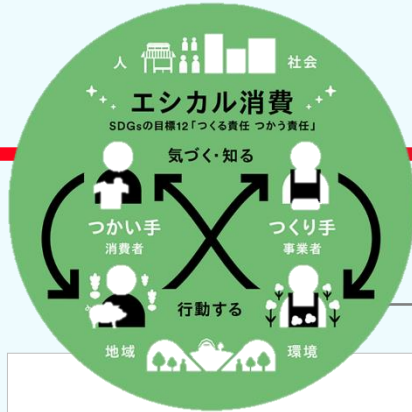 人 社会
エシカル消費
SDGsの目標12「つくる責任 つかう責任」
気づく・知る
つかい手 つくり手
消費者 事業者
行動する
地域 環境